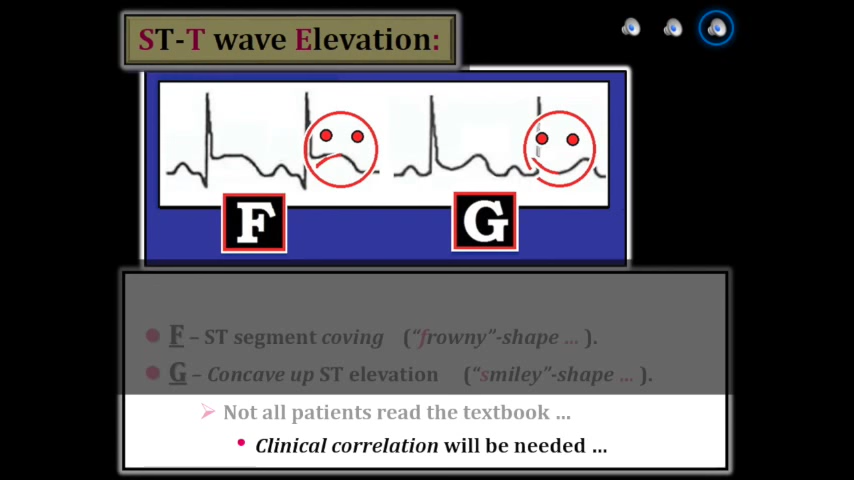 ST-T wave Elevation:
F
G
F – ST segment coving ("frowny"-shape ... ).
G – Concave up ST elevation ("smiley"-shape ... ).
Not all patients read the textbook ...
Clinical correlation will be needed ...